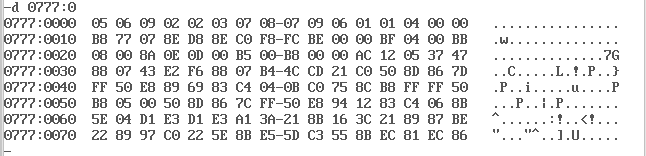 -d 0777:0
0777:0000  05 06 09 02 02 03 07 08-07 09 06 01 01 04 00 00   ................
0777:0010  B8 77 07 8E D8 8E C0 F8-FC BE 00 00 BF 04 00 BB   .w..............
0777:0020  08 00 8A 0E 0D 00 B5 00-B8 00 00 AC 12 05 37 47   ..............7G
0777:0030  88 07 43 E2 F6 88 07 B4-4C CD 21 C0 50 8D 86 7D   ..C.....L.!.P..}
0777:0040  FF 50 E8 89 69 83 C4 04-0B C0 75 8C B8 FF FF 50   .P..i.....u....P
0777:0050  B8 05 00 50 8D 86 7C FF-50 E8 94 12 83 C4 06 8B   ...P..|.P.......
0777:0060  5E 04 D1 E3 D1 E3 A1 3A-21 8B 16 3C 21 89 87 BE   ^......:!..<!...
0777:0070  22 89 97 C0 22 5E 8B E5-5D C3 55 8B EC 81 EC 86   "..."^..].U.....
-